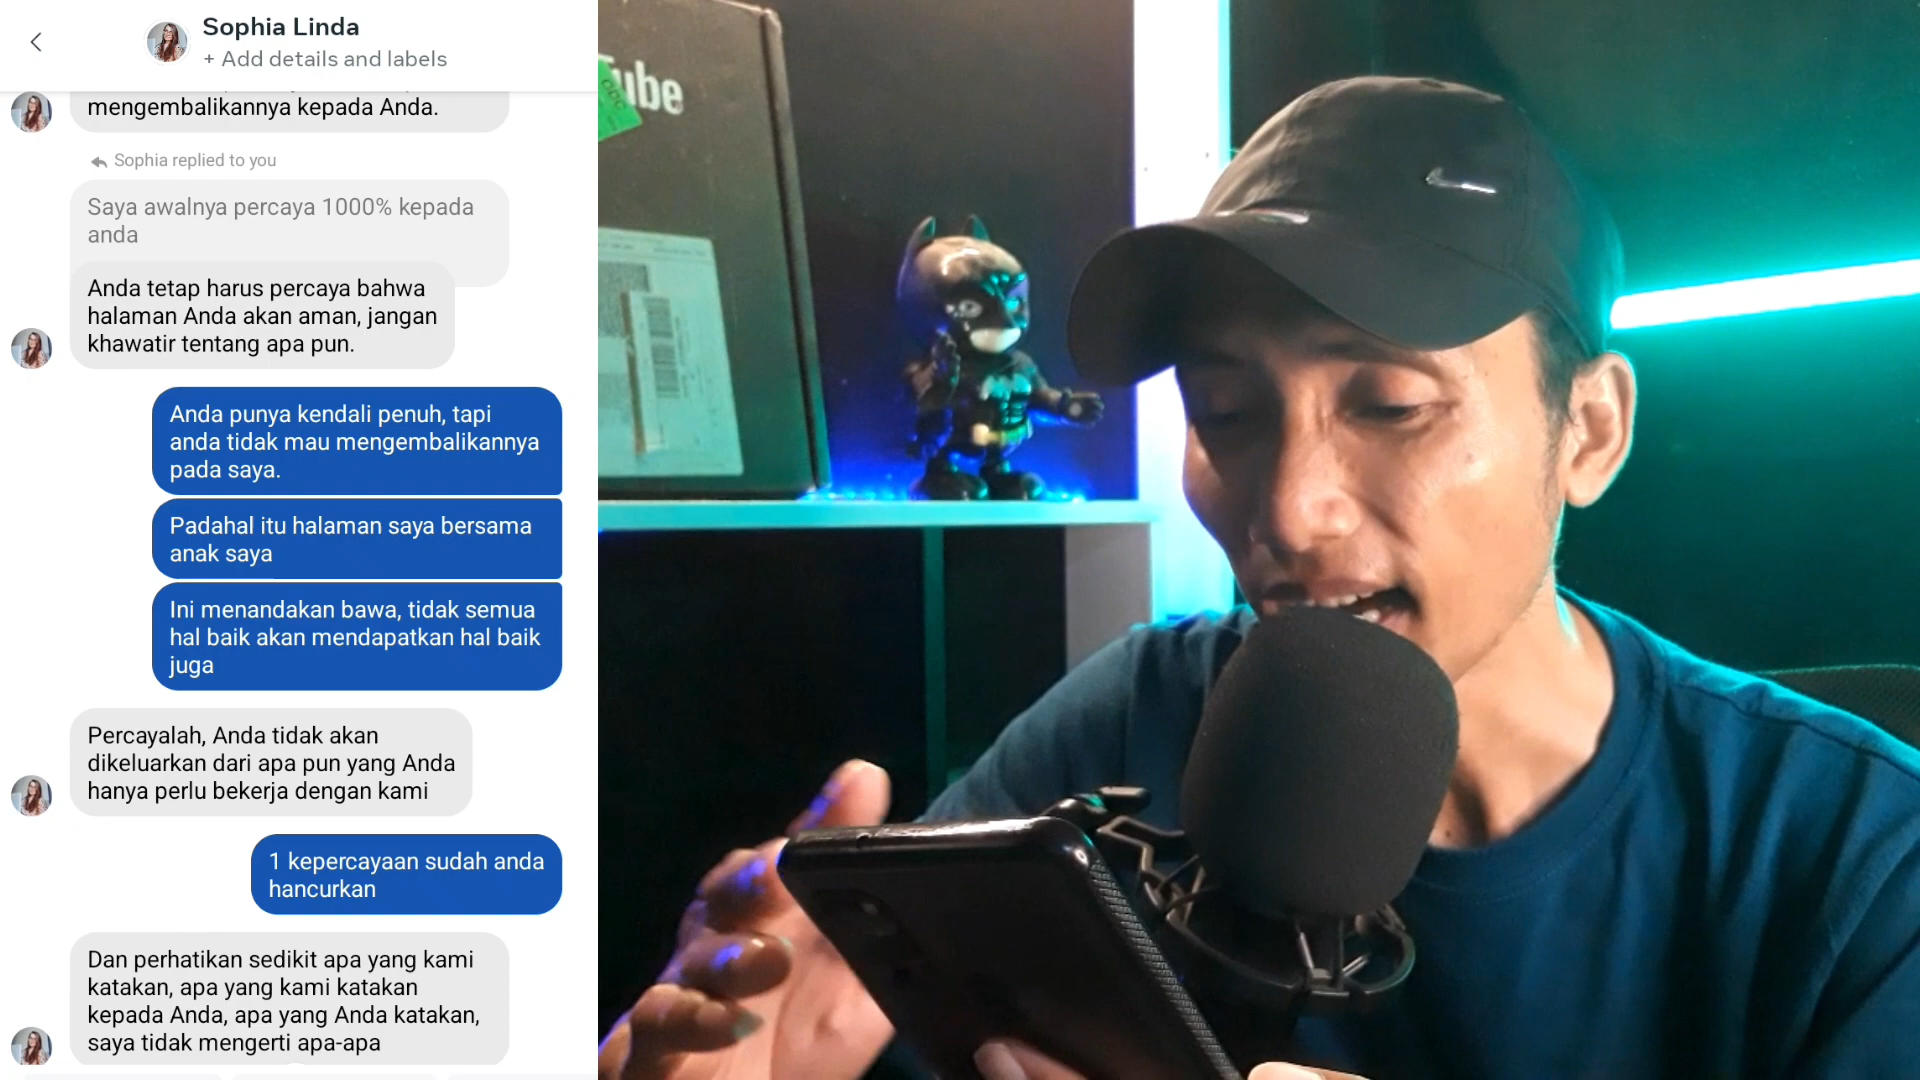 Sophia Linda
+ Add details and labels
mengembalikannya kepada Anda.
Sophia replied to you
Saya awalnya percaya 1000% kepada
anda
Anda tetap harus percaya bahwa
halaman Anda akan aman, jangan
khawatir tentang apa pun.
Anda punya kendali penuh, tapi
anda tidak mau mengembalikannya
pada saya.
Padahal itu halaman saya bersama
anak saya
Ini menandakan bawa, tidak semua
hal baik akan mendapatkan hal baik
juga
Percayalah, Anda tidak akan
dikeluarkan dari apa pun yang Anda
hanya perlu bekerja dengan kami
1 kepercayaan sudah anda
hancurkan
Dan perhatikan sedikit apa yang kami
katakan, apa yang kami katakan
kepada Anda, apa yang Anda katakan,
saya tidak mengerti apa-apa
ube